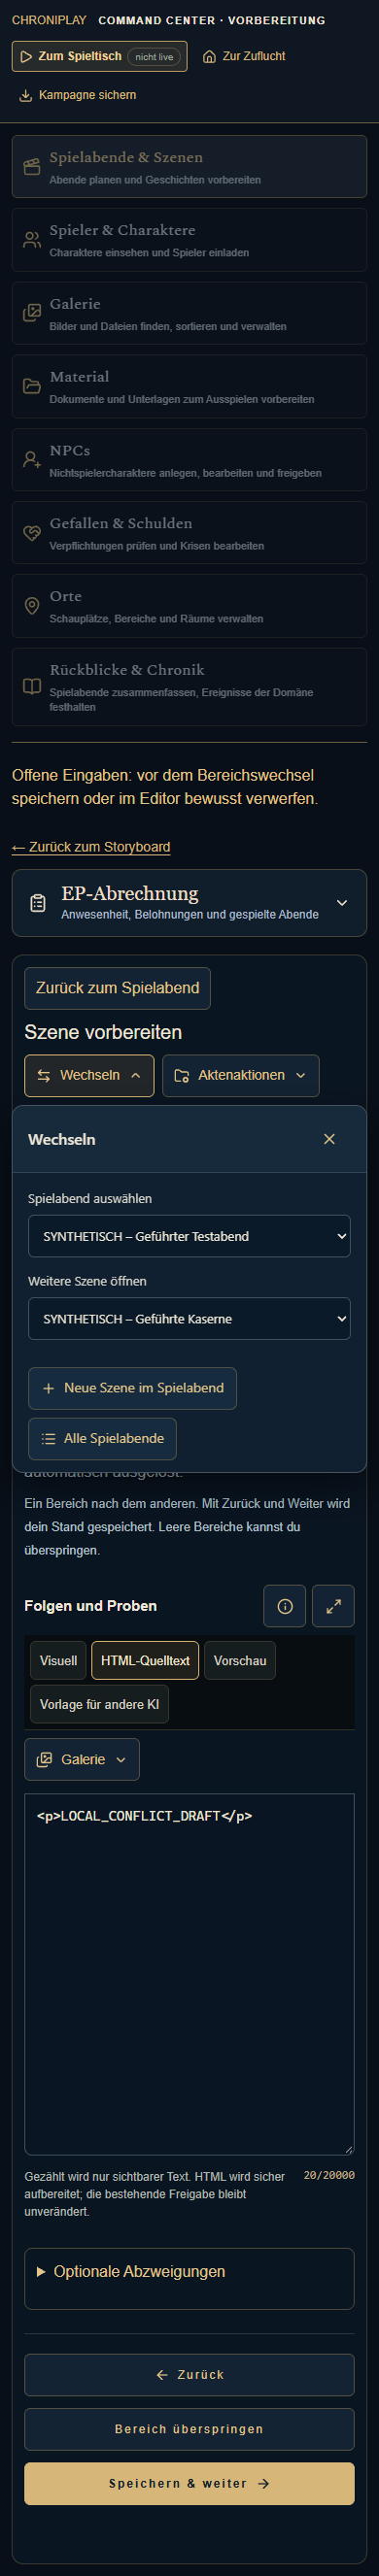 CHRONIPLAY COMMAND CENTER · VORBEREITUNG
Zum Spieltisch nicht live Zur Zuflucht
Kampagne sichern
Spielabende & Szenen
Abende planen und Geschichten vorbereiten
Spieler & Charaktere
Charaktere einsehen und Spieler einladen
Galerie
Bilder und Dateien finden, sortieren und verwalten
Material
Dokumente und Unterlagen zum Ausspielen vorbereiten
NPCs
Nichtspielercharaktere anlegen, bearbeiten und freigeben
Gefallen & Schulden
Verpflichtungen prüfen und Krisen bearbeiten
Orte
Schauplätze, Bereiche und Räume verwalten
Rückblicke & Chronik
Spielabende zusammenfassen, Ereignisse der Domäne
festhalten
Offene Eingaben: vor dem Bereichswechsel
speichern oder im Editor bewusst verwerfen.
← Zurück zum Storyboard
EP-Abrechnung
Anwesenheit, Belohnungen und gespielte Abende
Zurück zum Spielabend
Szene vorbereiten
Wechseln Aktenaktionen
Wechseln
Spielabend auswählen
SYNTHETISCH – Geführter Testabend
Weitere Szene öffnen
SYNTHETISCH – Geführte Kaserne
Neue Szene im Spielabend
Alle Spielabende
automatisch ausgelöst.
Ein Bereich nach dem anderen. Mit Zurück und Weiter wird
dein Stand gespeichert. Leere Bereiche kannst du
überspringen.
Folgen und Proben
Visuell HTML-Quelltext Vorschau
Vorlage für andere KI
Galerie
<p>LOCAL_CONFLICT_DRAFT</p>
Gezählt wird nur sichtbarer Text. HTML wird sicher 20/20000
aufbereitet; die bestehende Freigabe bleibt
unverändert.
Optionale Abzweigungen
Zurück
Bereich überspringen
Speichern & weiter